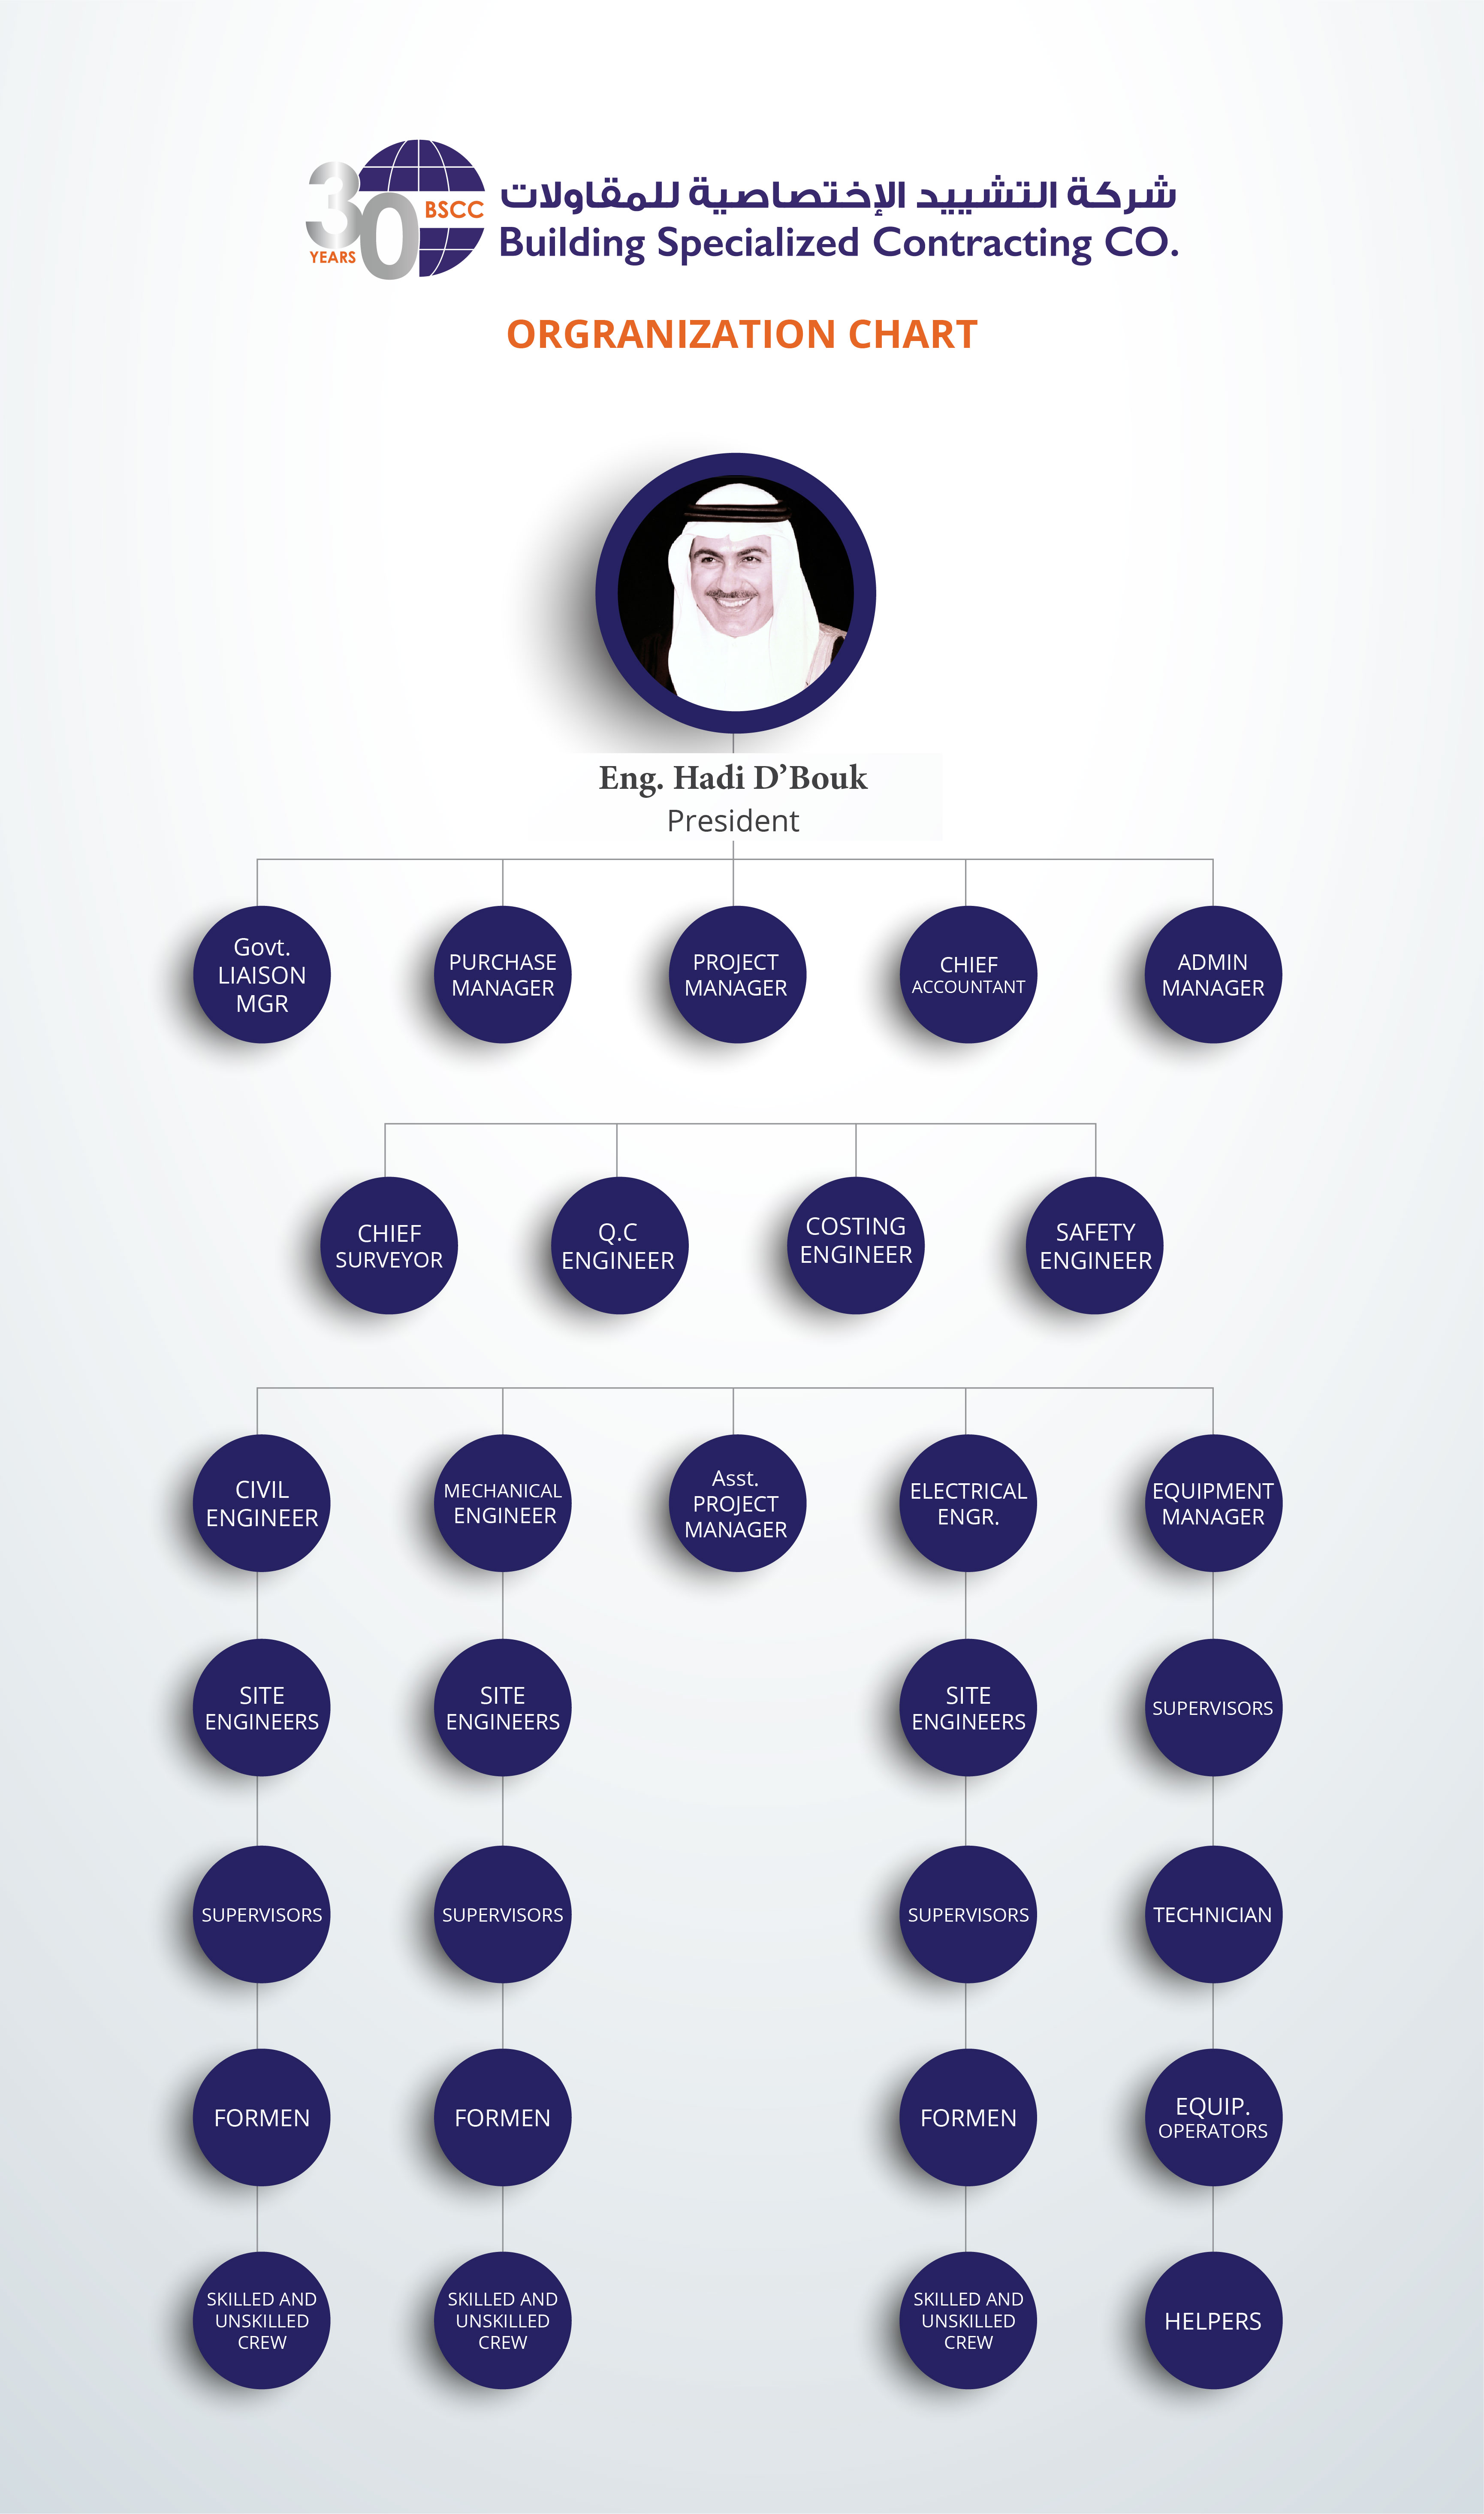 30
YEARS
BSCC
شركة التشييد الإختصاصية للمقاولات
Building Specialized Contracting CO.
ORGRANIZATION CHART
Eng. Hadi D’Bouk
President
Govt.
LIAISON
MGR
PURCHASE
MANAGER
PROJECT
MANAGER
CHIEF
ACCOUNTANT
ADMIN
MANAGER
CHIEF
SURVEYOR
Q.C
ENGINEER
COSTING
ENGINEER
SAFETY
ENGINEER
CIVIL
ENGINEER
MECHANICAL
ENGINEER
Asst.
PROJECT
MANAGER
ELECTRICAL
ENGR.
EQUIPMENT
MANAGER
SITE
ENGINEERS
SITE
ENGINEERS
SITE
ENGINEERS
SUPERVISORS
SUPERVISORS
SUPERVISORS
SUPERVISORS
TECHNICIAN
FORMEN
FORMEN
FORMEN
EQUIP.
OPERATORS
SKILLED AND
UNSKILLED
CREW
SKILLED AND
UNSKILLED
CREW
SKILLED AND
UNSKILLED
CREW
HELPERS